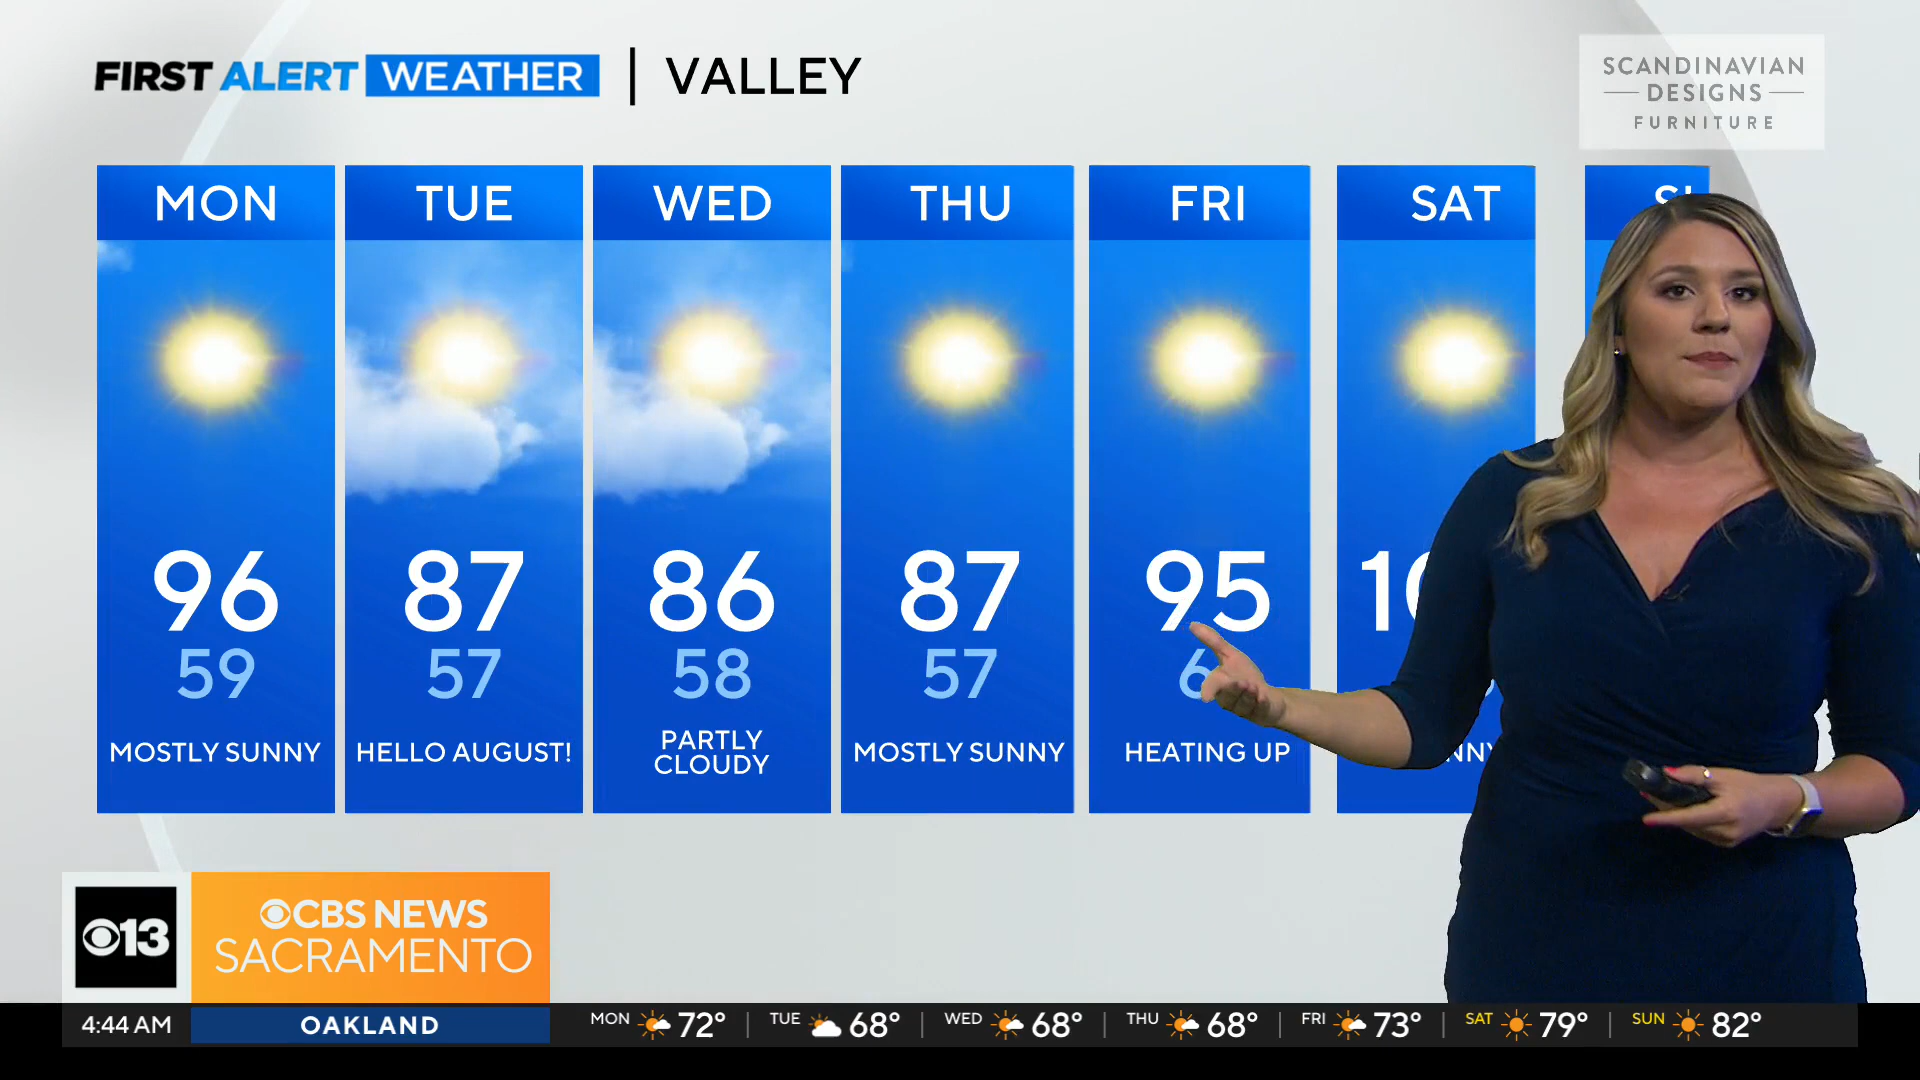 FIRST ALERT WEATHER | VALLEY
SCANDINAVIAN
DESIGNS
FURNITURE
MON
96
59
MOSTLY SUNNY
TUE
87
57
HELLO AUGUST!
WED
86
58
PARTLY
CLOUDY
THU
87
57
MOSTLY SUNNY
FRI
95
HEATING UP
SAT
13
CBS NEWS
SACRAMENTO
4:44 AM
OAKLAND
MON 72°
TUE 68°
WED 68°
THU 68°
FRI 73°
SAT 79°
SUN 82°